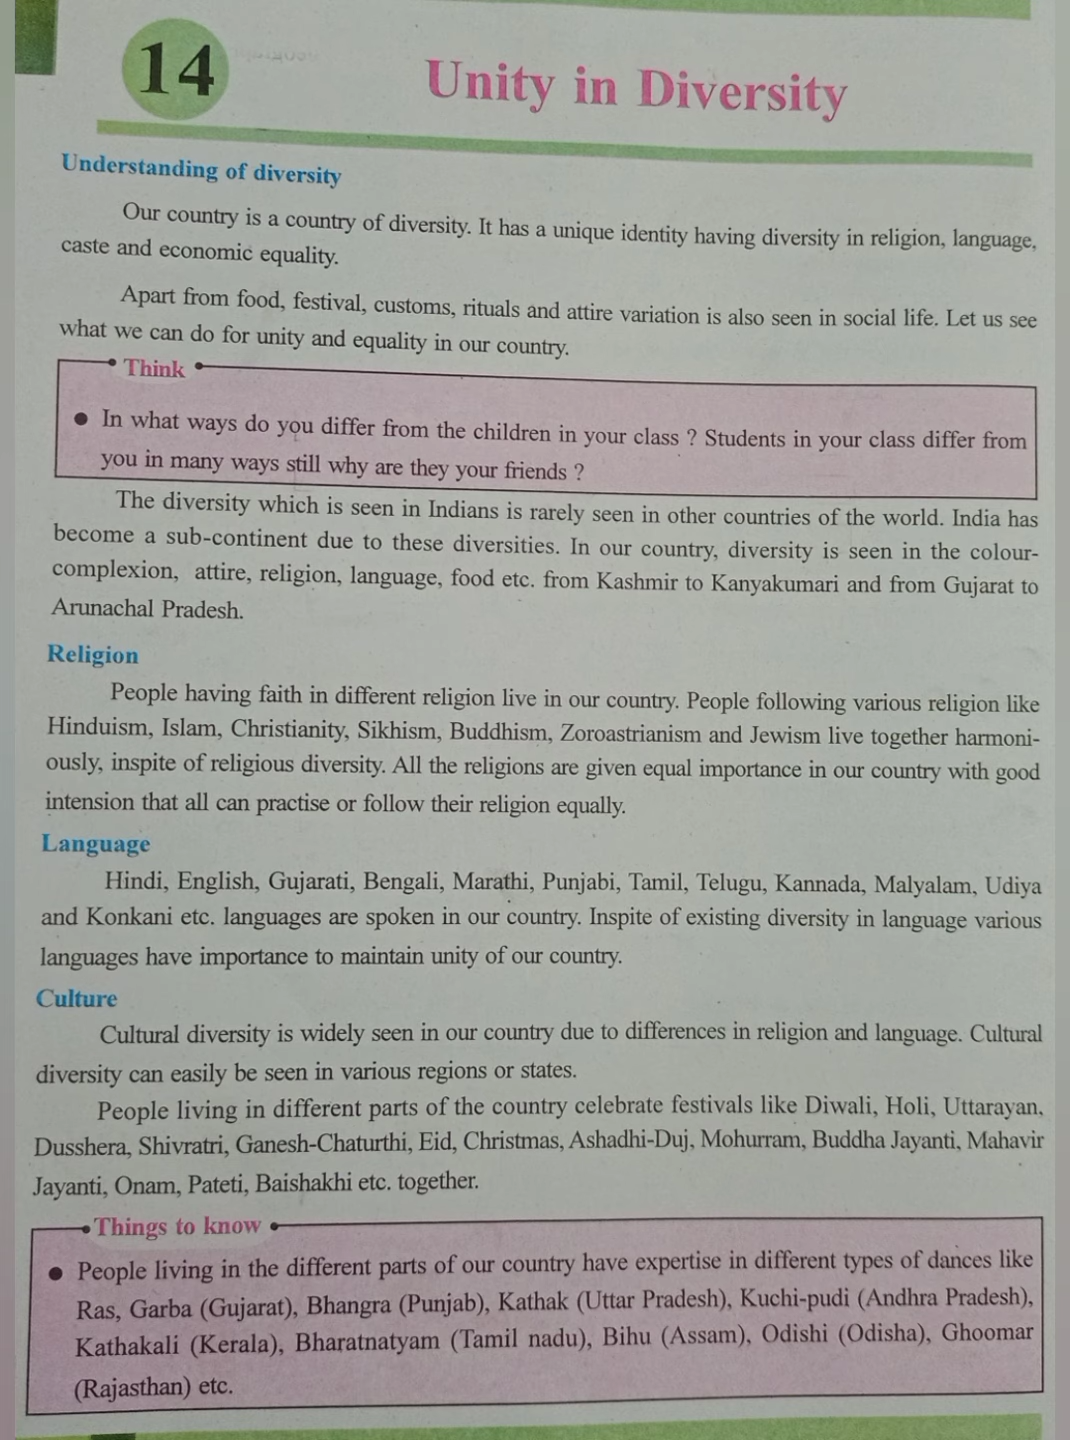 14
Unity in Diversity
Understanding of diversity
Our country is a country of diversity. It has a unique identity having diversity in religion, language,
caste and economic equality.
Apart from food, festival, customs, rituals and attire variation is also seen in social life. Let us see
what we can do for unity and equality in our country.
Think
● In what ways do you differ from the children in your class ? Students in your class differ from
you in many ways still why are they your friends ?
The diversity which is seen in Indians is rarely seen in other countries of the world. India has
become a sub-continent due to these diversities. In our country, diversity is seen in the colour-
complexion, attire, religion, language, food etc. from Kashmir to Kanyakumari and from Gujarat to
Arunachal Pradesh.
Religion
People having faith in different religion live in our country. People following various religion like
Hinduism, Islam, Christianity, Sikhism, Buddhism, Zoroastrianism and Jewism live together harmoni-
ously, inspite of religious diversity. All the religions are given equal importance in our country with good
intension that all can practise or follow their religion equally.
Language
Hindi, English, Gujarati, Bengali, Marathi, Punjabi, Tamil, Telugu, Kannada, Malyalam, Udiya
and Konkani etc. languages are spoken in our country. Inspite of existing diversity in language various
languages have importance to maintain unity of our country.
Culture
Cultural diversity is widely seen in our country due to differences in religion and language. Cultural
diversity can easily be seen in various regions or states.
People living in different parts of the country celebrate festivals like Diwali, Holi, Uttarayan,
Dusshera, Shivratri, Ganesh-Chaturthi, Eid, Christmas, Ashadhi-Duj, Mohurram, Buddha Jayanti, Mahavir
Jayanti, Onam, Pateti, Baishakhi etc. together.
Things to know
● People living in the different parts of our country have expertise in different types of dances like
Ras, Garba (Gujarat), Bhangra (Punjab), Kathak (Uttar Pradesh), Kuchi-pudi (Andhra Pradesh),
Kathakali (Kerala), Bharatnatyam (Tamil nadu), Bihu (Assam), Odishi (Odisha), Ghoomar
(Rajasthan) etc.